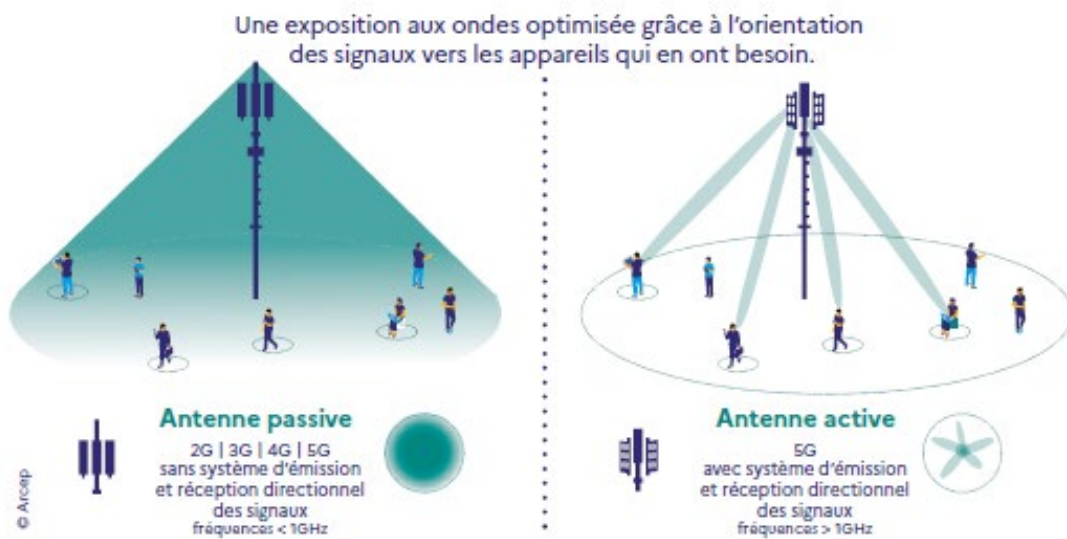 Une exposition aux ondes optimisée grâce à l'orientation
des signaux vers les appareils qui en ont besoin.
Antenne passive
2G | 3G | 4G | 5G
sans système d'émission
et réception directionnel
des signaux
fréquences < 1GHz
Antenne active
5G
avec système d'émission
et réception directionnel
des signaux
fréquences > 1GHz
© Arcep